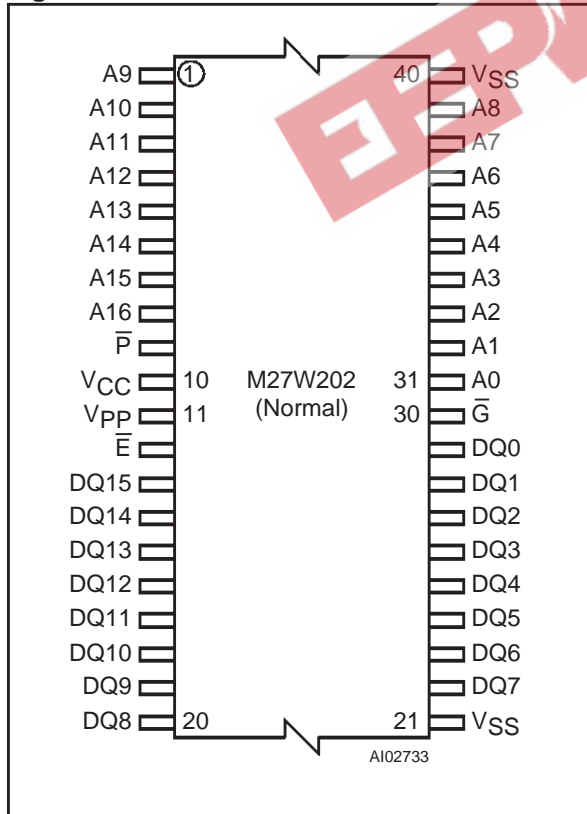 A9 1 40 VSS
A10 A8
A11 A7
A12 A6
A13 A5
A14 A4
A15 A3
A16 A2
P̅ A1
VCC 10 M27W202 31 A0
VPP 11 (Normal) 30 G̅
E̅ DQ0
DQ15 DQ1
DQ14 DQ2
DQ13 DQ3
DQ12 DQ4
DQ11 DQ5
DQ10 DQ6
DQ9 DQ7
DQ8 20 21 VSS
AI02733